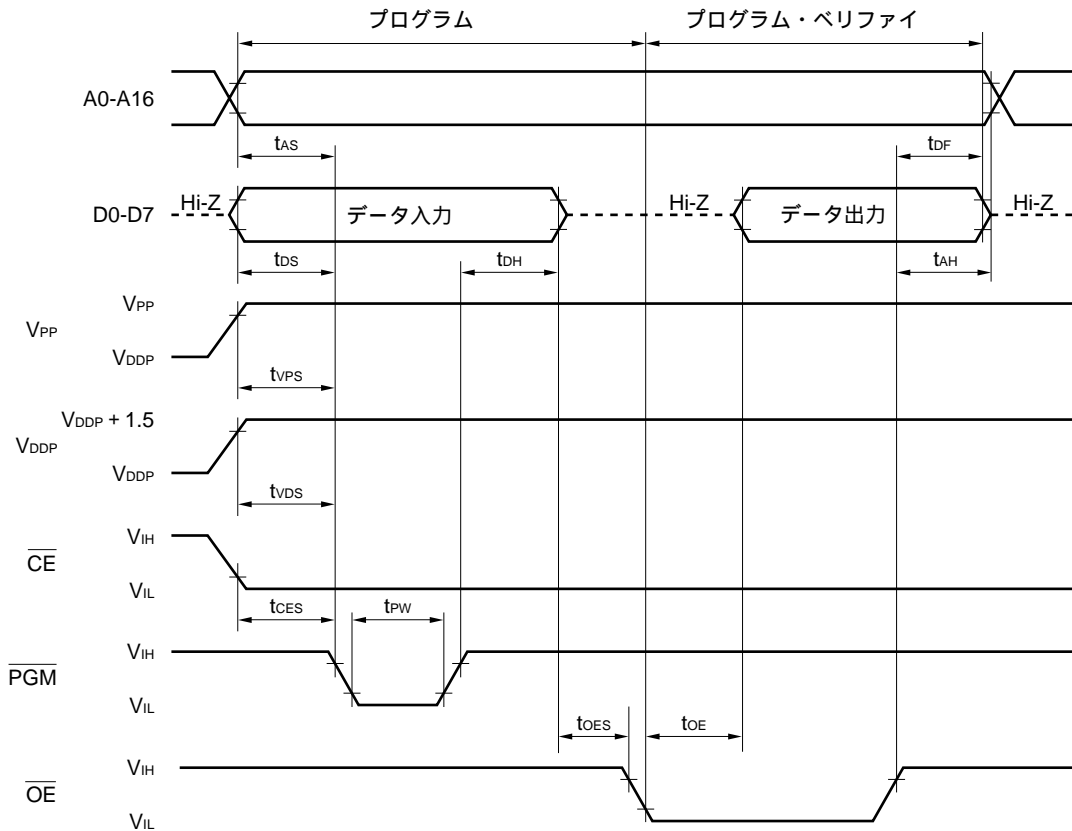 プログラム プログラム・ベリファイ
A0-A16
tAS tDF
D0-D7 Hi-Z データ入力 Hi-Z データ出力 Hi-Z
tDS tDH tAH
VPP
VPP
VDDP
tVPS
VDDP + 1.5
VDDP
VDDP
tVDS
VIH
CE
VIL
tCES tPW
VIH
PGM
VIL
tOES tOE
VIH
OE
VIL